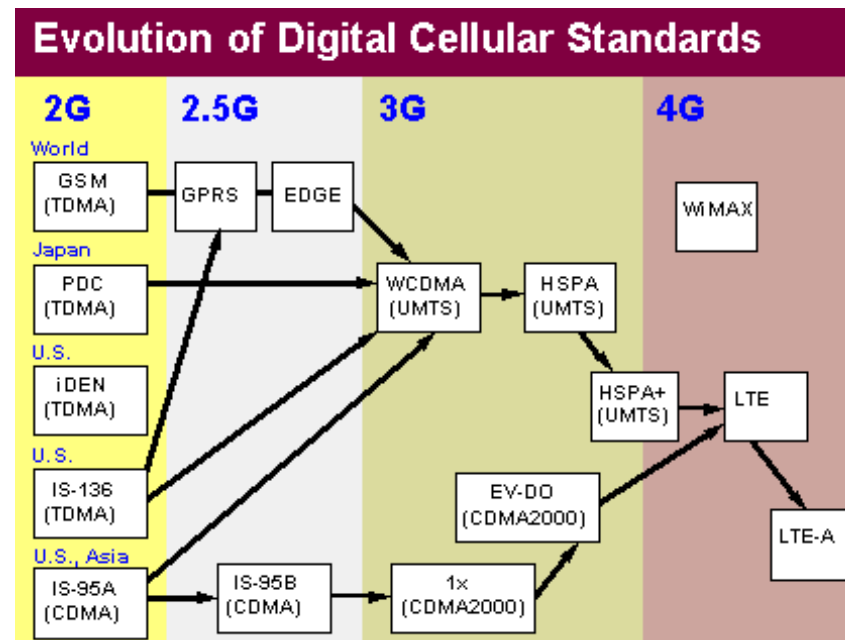 Evolution of Digital Cellular Standards
2G
2.5G
3G
4G
World
GSM
(TDMA)
GPRS
EDGE
WiMAX
Japan
PDC
(TDMA)
WCDMA
(UMTS)
HSPA
(UMTS)
U.S.
iDEN
(TDMA)
HSPA+
(UMTS)
LTE
U.S.
IS-136
(TDMA)
EV-DO
(CDMA2000)
LTE-A
U.S., Asia
IS-95A
(CDMA)
IS-95B
(CDMA)
1x
(CDMA2000)